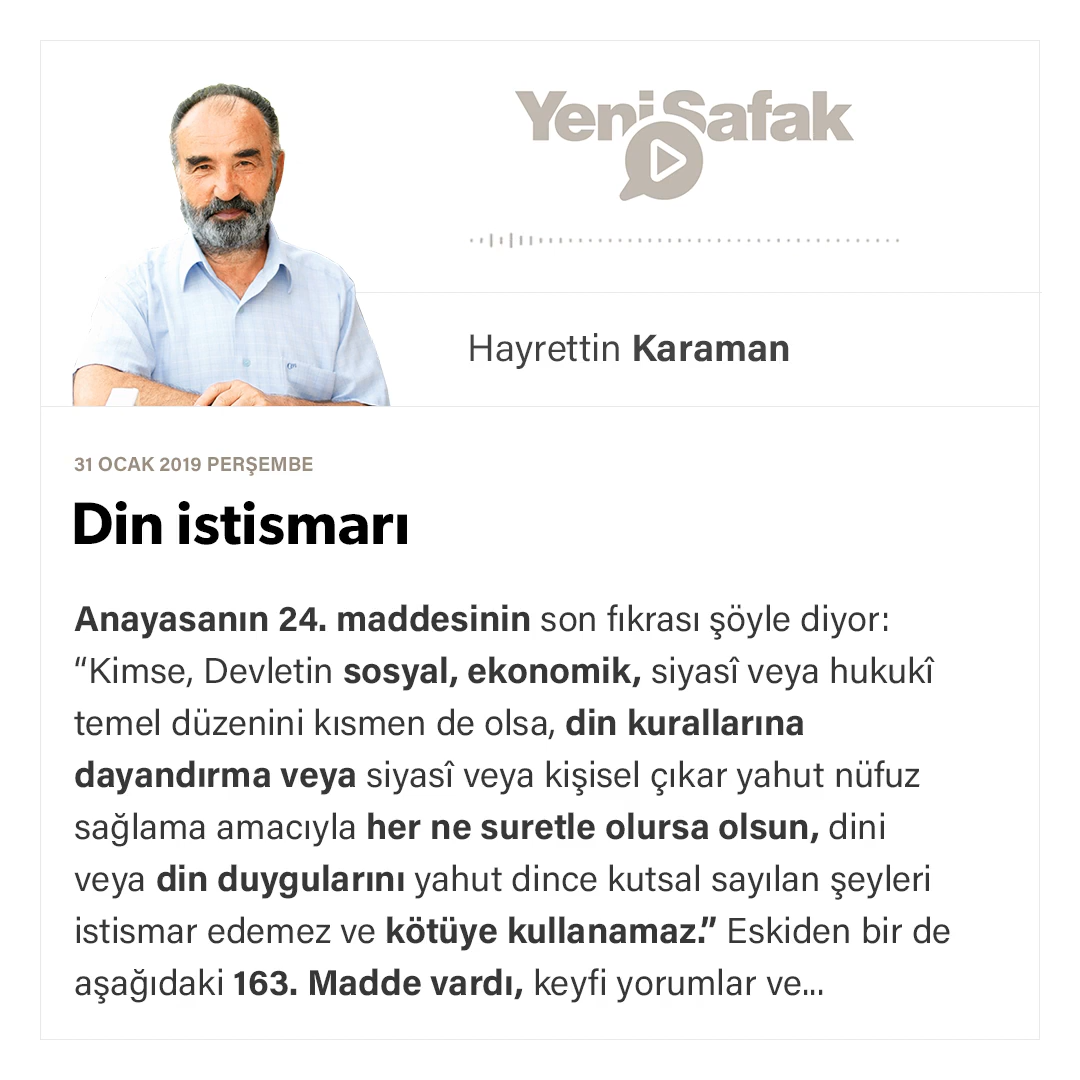 YeniŞafak
Hayrettin Karaman
31 OCAK 2019 PERŞEMBE
Din istismarı
Anayasanın 24. maddesinin son fıkrası şöyle diyor:
“Kimse, Devletin sosyal, ekonomik, siyasî veya hukukî
temel düzenini kısmen de olsa, din kurallarına
dayandırma veya siyasî veya kişisel çıkar yahut nüfuz
sağlama amacıyla her ne suretle olursa olsun, dini
veya din duygularını yahut dince kutsal sayılan şeyleri
istismar edemez ve kötüye kullanamaz.” Eskiden bir de
aşağıdaki 163. Madde vardı, keyfi yorumlar ve...